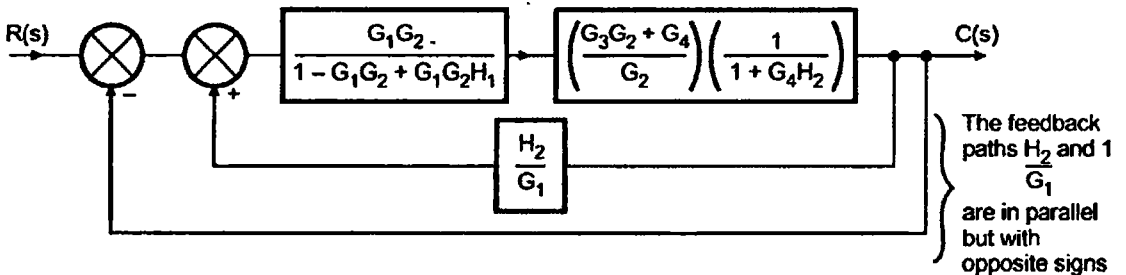 R(s)
G₁G₂
1 – G₁G₂ + G₁G₂H₁
(G₃G₂ + G₄ / G₂) (1 / 1 + G₄H₂)
C(s)
–
+
H₂
G₁
The feedback
paths H₂ and 1
G₁
are in parallel
but with
opposite signs